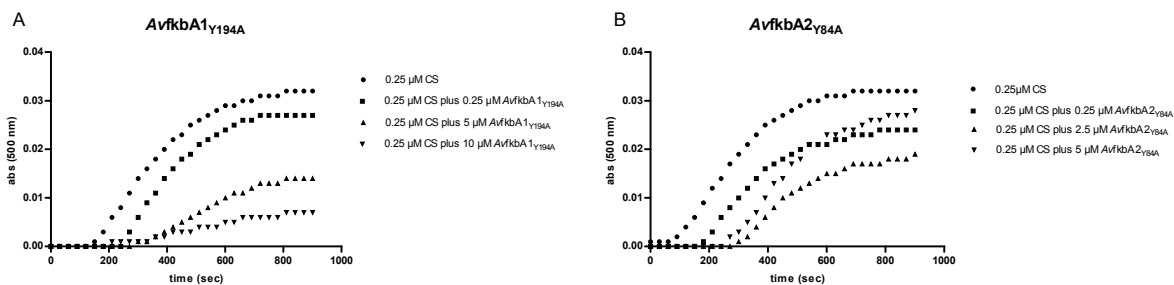 A
AvfkbA1Y194A
0.04
0.03
0.02
0.01
0.00
abs (600 nm)
0 200 400 600 800 1000
time (sec)
0.25 µM CS
0.25 µM CS plus 0.25 µM AvfkbA1Y194A
0.25 µM CS plus 5 µM AvfkbA1Y194A
0.25 µM CS plus 10 µM AvfkbA1Y194A
B
AvfkbA2Y84A
0.04
0.03
0.02
0.01
0.00
abs (600 nm)
0 200 400 600 800 1000
time (sec)
0.25µM CS
0.25 µM CS plus 0.25 µM AvfkbA2Y84A
0.25 µM CS plus 2.5 µM AvfkbA2Y84A
0.25 µM CS plus 5 µM AvfkbA2Y84A